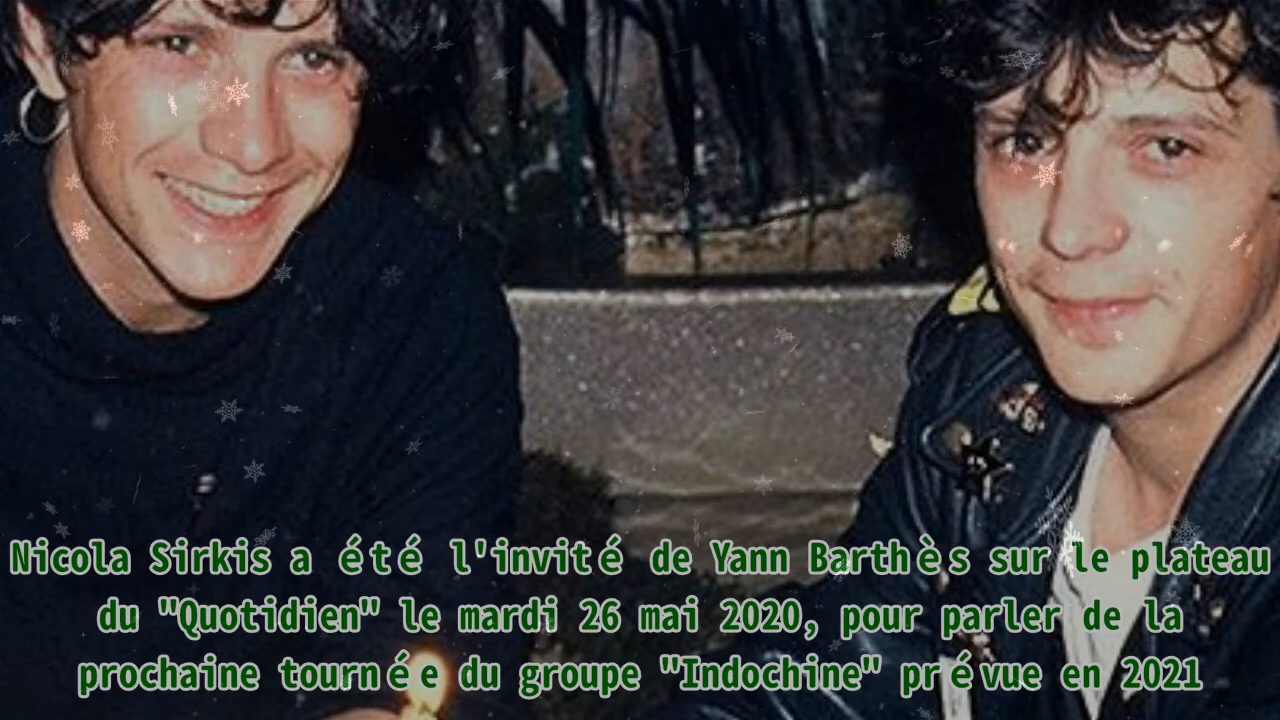 Nicola Sirkis a été l'invité de Yann Barthès sur le plateau
du "Quotidien" le mardi 26 mai 2020, pour parler de la
prochaine tournée du groupe "Indochine" prévue en 2021